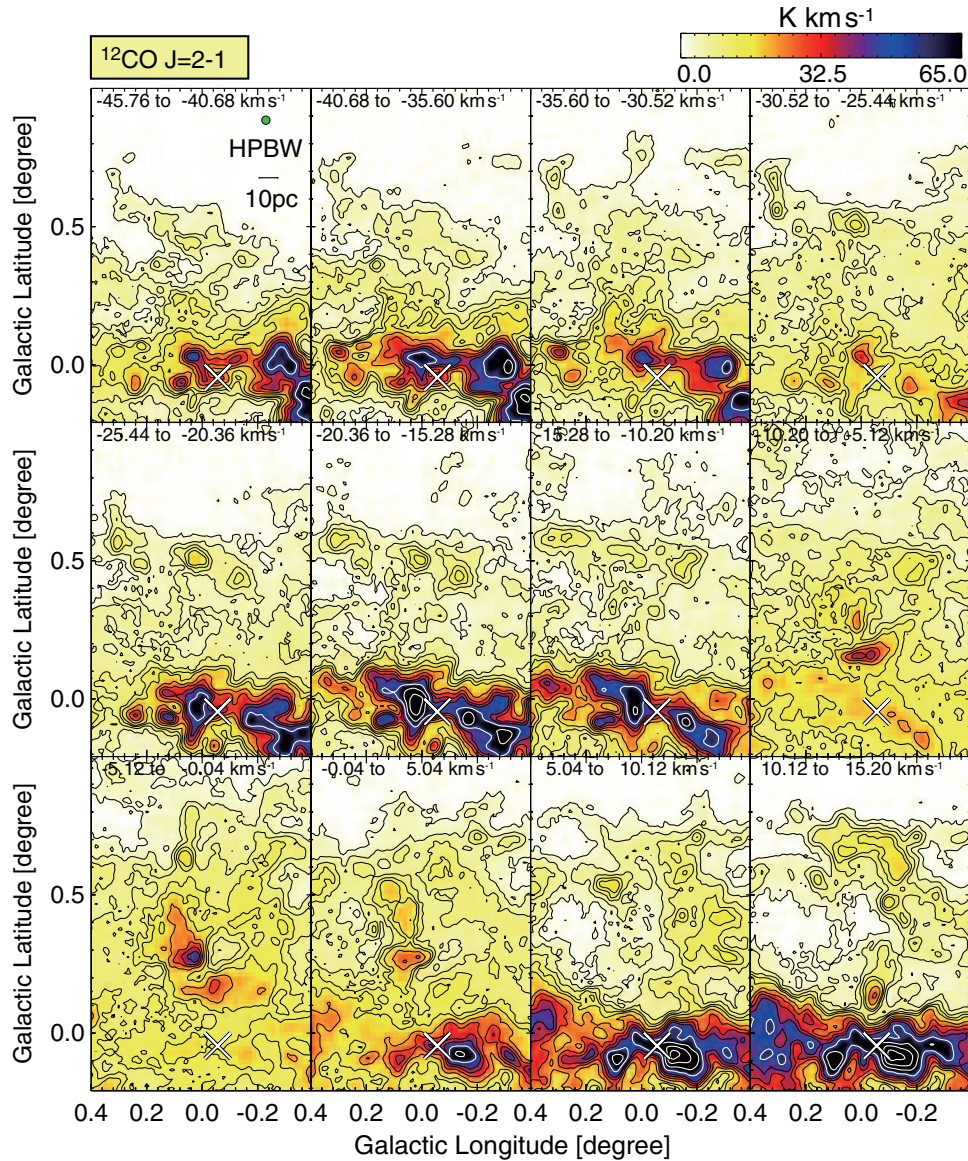 K km s-1
12CO J=2-1
0.0 32.5 65.0
-45.76 to -40.68 km s-1
-40.68 to -35.60 km s-1
-35.60 to -30.52 km s-1
-30.52 to -25.44 km s-1
HPBW
10pc
Galactic Latitude [degree]
0.5
0.0
-25.44 to -20.36 km s-1
-20.36 to -15.28 km s-1
-15.28 to -10.20 km s-1
-10.20 to -5.12 km s-1
Galactic Latitude [degree]
0.5
0.0
-5.12 to -0.04 km s-1
-0.04 to 5.04 km s-1
5.04 to 10.12 km s-1
10.12 to 15.20 km s-1
Galactic Latitude [degree]
0.5
0.0
0.4 0.2 0.0 -0.2 0.4 0.2 0.0 -0.2 0.4 0.2 0.0 -0.2 0.4 0.2 0.0 -0.2
Galactic Longitude [degree]